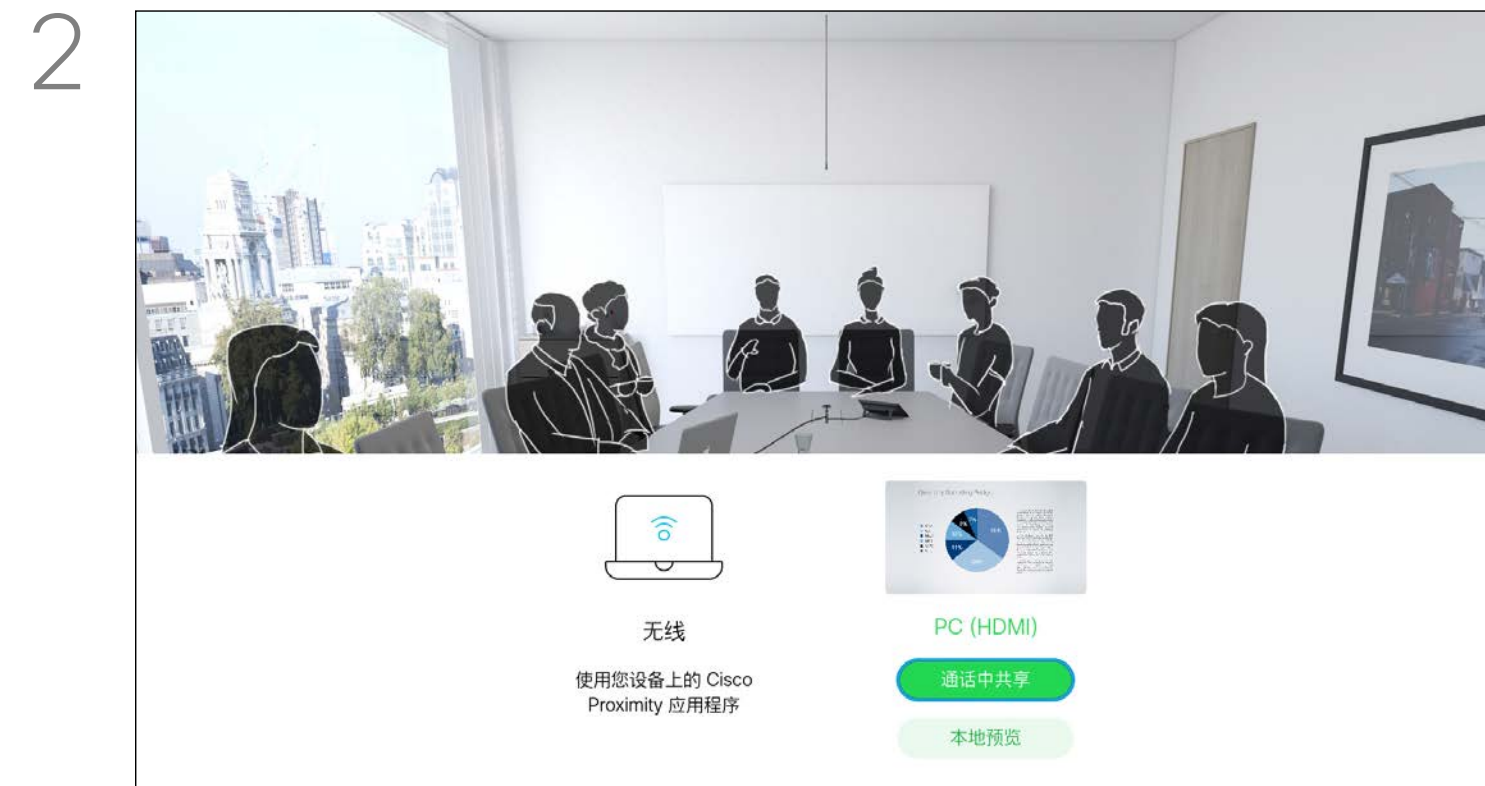 2
无线
使用您设备上的 Cisco
Proximity 应用程序
PC (HDMI)
通话中共享
本地预览